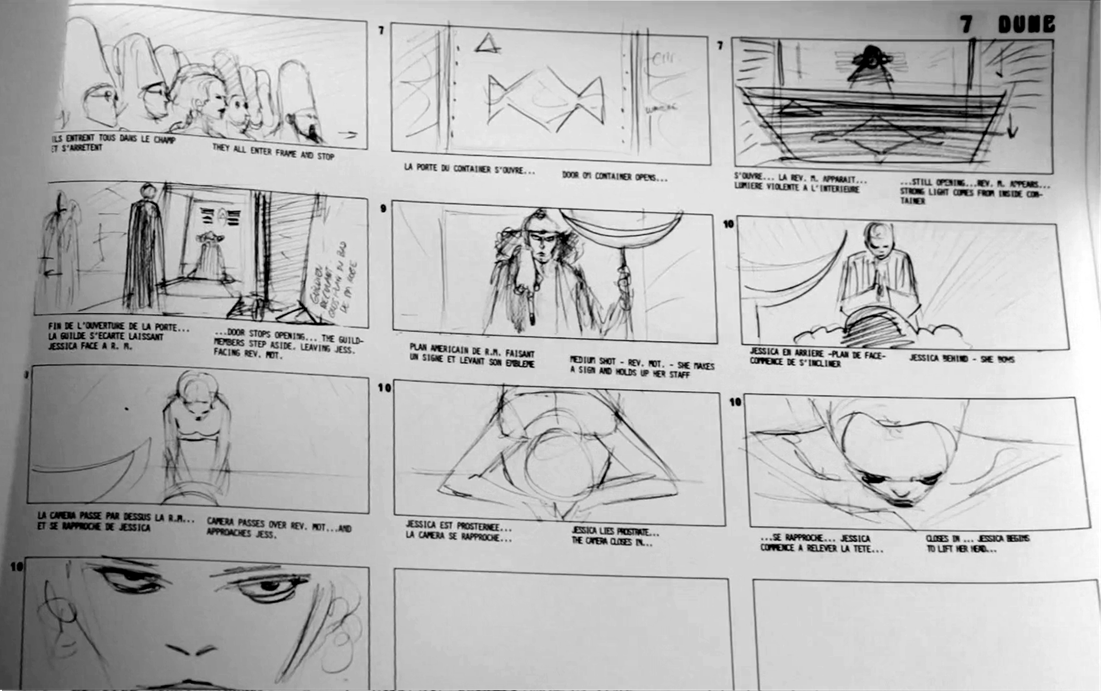 7 DUNE
7
7
ILS ENTRENT TOUS DANS LE CHAMP
ET S'ARRETENT
THEY ALL ENTER FRAME AND STOP
LA PORTE DU CONTAINER S'OUVRE...
DOOR OF CONTAINER OPENS...
S'OUVRE... LA REV. M. APPARAIT...
LUMIERE VIOLENTE A L'INTERIEURE
...STILL OPENING...REV. M. APPEARS...
STRONG LIGHT COMES FROM INSIDE CON-
TAINER
9
10
FIN DE L'OUVERTURE DE LA PORTE...
LA GUILDE S'ECARTE LAISSANT
JESSICA FACE A R. M.
...DOOR STOPS OPENING... THE GUILD-
MEMBERS STEP ASIDE. LEAVING JESS.
FACING REV. MOT.
PLAN AMERICAIN DE R.M. FAISANT
UN SIGNE ET LEVANT SON EMBLEME
MEDIUM SHOT - REV. MOT. - SHE MAKES
A SIGN AND HOLDS UP HER STAFF
JESSICA EN ARRIERE -PLAN DE FACE-
COMMENCE DE S'INCLINER
JESSICA BEHIND - SHE BOWS
10
10
LA CAMERA PASSE PAR DESSUS LA R.M...
ET SE RAPPROCHE DE JESSICA
CAMERA PASSES OVER REV. MOT...AND
APPROACHES JESS.
JESSICA EST PROSTERNEE...
LA CAMERA SE RAPPROCHE...
JESSICA LIES PROSTRATE...
THE CAMERA CLOSES IN...
...SE RAPPROCHE... JESSICA
COMMENCE A RELEVER LA TETE...
CLOSES IN ... JESSICA BEGINS
TO LIFT HER HEAD...
10